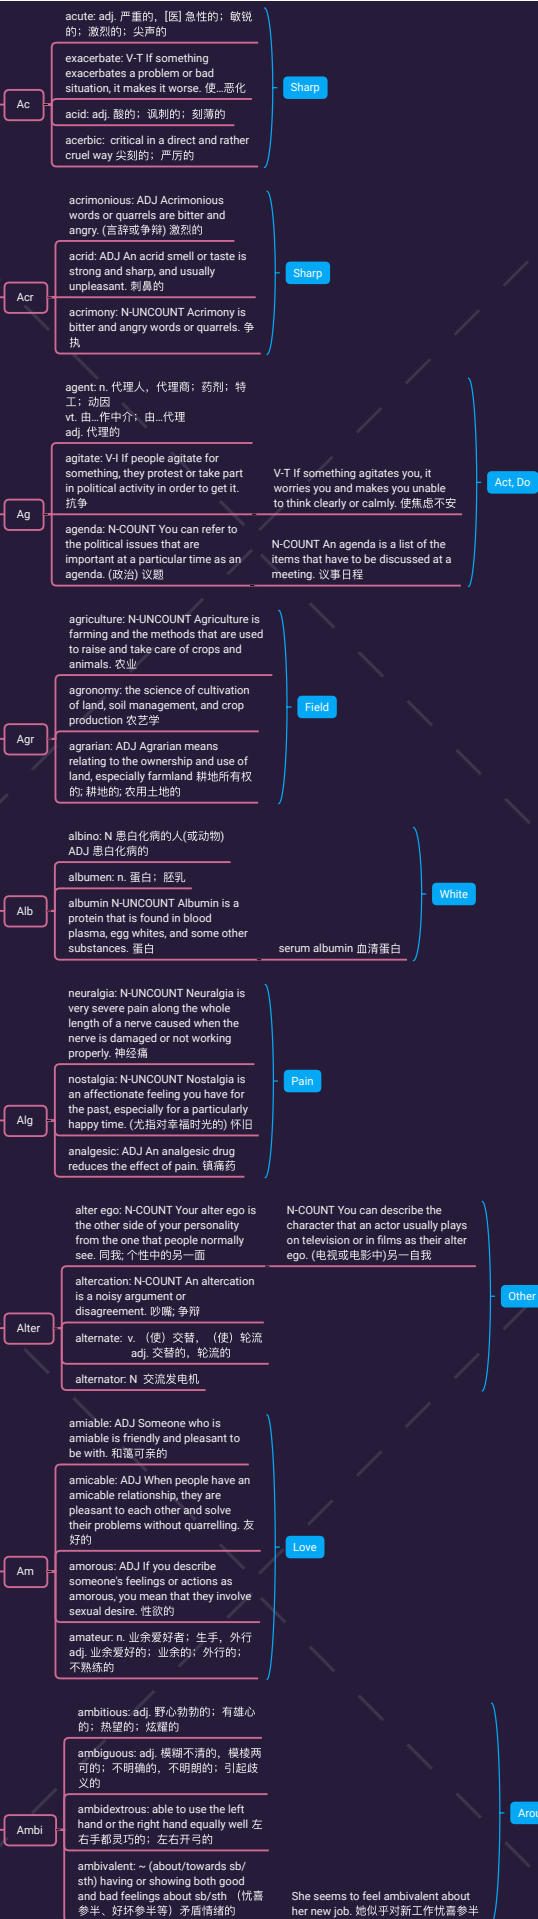 acute: adj. 严重的，[医] 急性的；敏锐
的；激烈的；尖声的
exacerbate: V-T If something
exacerbates a problem or bad
situation, it makes it worse. 使...恶化
Ac
Sharp
acid: adj. 酸的；讽刺的；刻薄的
acerbic: critical in a direct and rather
cruel way 尖刻的；严厉的
acrimonious: ADJ Acrimonious
words or quarrels are bitter and
angry. (言辞或争辩) 激烈的
acrid: ADJ An acrid smell or taste is
strong and sharp, and usually
unpleasant. 刺鼻的
Acr
Sharp
acrimony: N-UNCOUNT Acrimony is
bitter and angry words or quarrels. 争
执
agent: n. 代理人，代理商；药剂；特
工；动因
vt. 由...作中介；由...代理
adj. 代理的
agitate: V-I If people agitate for
something, they protest or take part
in political activity in order to get it.
抗争
V-T If something agitates you, it
worries you and makes you unable
to think clearly or calmly. 使焦虑不安
Ag
Act, Do
agenda: N-COUNT You can refer to
the political issues that are
important at a particular time as an
agenda. (政治) 议题
N-COUNT An agenda is a list of the
items that have to be discussed at a
meeting. 议事日程
agriculture: N-UNCOUNT Agriculture is
farming and the methods that are used
to raise and take care of crops and
animals. 农业
agronomy: the science of cultivation
of land, soil management, and crop
production 农艺学
Agr
Field
agrarian: ADJ Agrarian means
relating to the ownership and use of
land, especially farmland 耕地所有权
的; 耕地的; 农用土地的
albino: N 患白化病的人(或动物)
ADJ 患白化病的
albumen: n. 蛋白；胚乳
Alb
White
albumin N-UNCOUNT Albumin is a
protein that is found in blood
plasma, egg whites, and some other
substances. 蛋白
serum albumin 血清蛋白
neuralgia: N-UNCOUNT Neuralgia is
very severe pain along the whole
length of a nerve caused when the
nerve is damaged or not working
properly. 神经痛
nostalgia: N-UNCOUNT Nostalgia is
an affectionate feeling you have for
the past, especially for a particularly
happy time. (尤指对幸福时光的) 怀旧
Alg
Pain
analgesic: ADJ An analgesic drug
reduces the effect of pain. 镇痛药
alter ego: N-COUNT Your alter ego is
the other side of your personality
from the one that people normally
see. 同我; 个性中的另一面
N-COUNT You can describe the
character that an actor usually plays
on television or in films as their alter
ego. (电视或电影中)另一自我
altercation: N-COUNT An altercation
is a noisy argument or
disagreement. 吵嘴; 争辩
Alter
Other
alternate: v. （使）交替，（使）轮流
adj. 交替的，轮流的
alternator: N 交流发电机
amiable: ADJ Someone who is
amiable is friendly and pleasant to
be with. 和蔼可亲的
amicable: ADJ When people have an
amicable relationship, they are
pleasant to each other and solve
their problems without quarrelling. 友
好的
Am
Love
amorous: ADJ If you describe
someone's feelings or actions as
amorous, you mean that they involve
sexual desire. 性欲的
amateur: n. 业余爱好者；生手，外行
adj. 业余爱好的；业余的；外行的；
不熟练的
ambitious: adj. 野心勃勃的；有雄心
的；热望的；炫耀的
ambiguous: adj. 模糊不清的，模棱两
可的；不明确的，不明朗的；引起歧
义的
ambidextrous: able to use the left
hand or the right hand equally well 左
右手都灵巧的；左右开弓的
Ambi
Arou
ambivalent: ~ (about/towards sb/
sth) having or showing both good
and bad feelings about sb/sth （忧喜
参半、好坏参半等）矛盾情绪的
She seems to feel ambivalent about
her new job. 她似乎对新工作忧喜参半